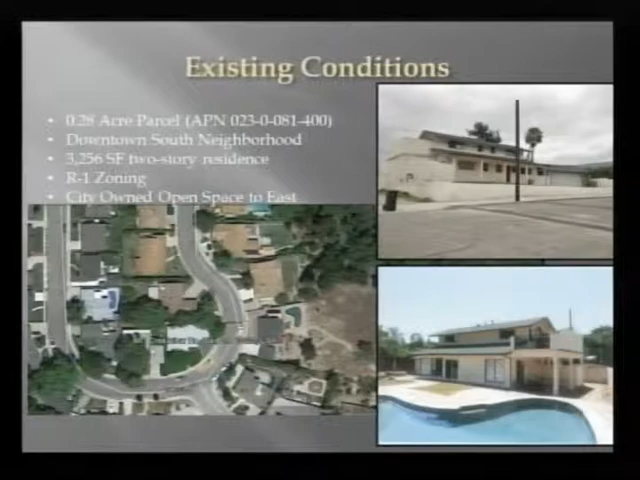 Existing Conditions
• 0.28 Acre Parcel (APN 023-0-081-400)
• Downtown South Neighborhood
• 3,256 SF two-story residence
• R-1 Zoning
• City Owned Open Space to East